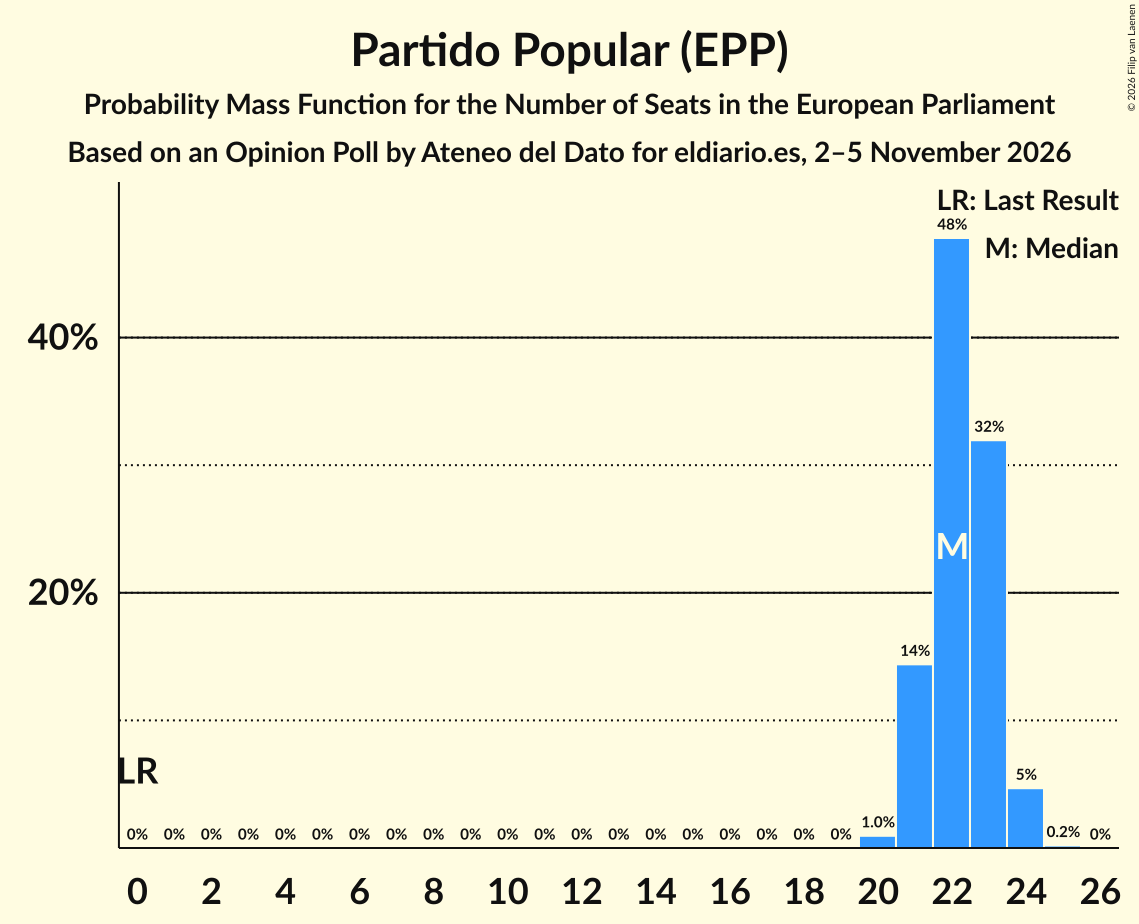 Partido Popular (EPP)
Probability Mass Function for the Number of Seats in the European Parliament
Based on an Opinion Poll by Ateneo del Dato for eldiario.es, 2–5 November 2026
© 2026 Filip van Laenen
LR: Last Result
M: Median
48%
40%
32%
M
20%
14%
LR
5%
0% 0% 0% 0% 0% 0% 0% 0% 0% 0% 0% 0% 0% 0% 0% 0% 0% 0% 0% 0% 1.0% 0.2% 0%
0 2 4 6 8 10 12 14 16 18 20 22 24 26